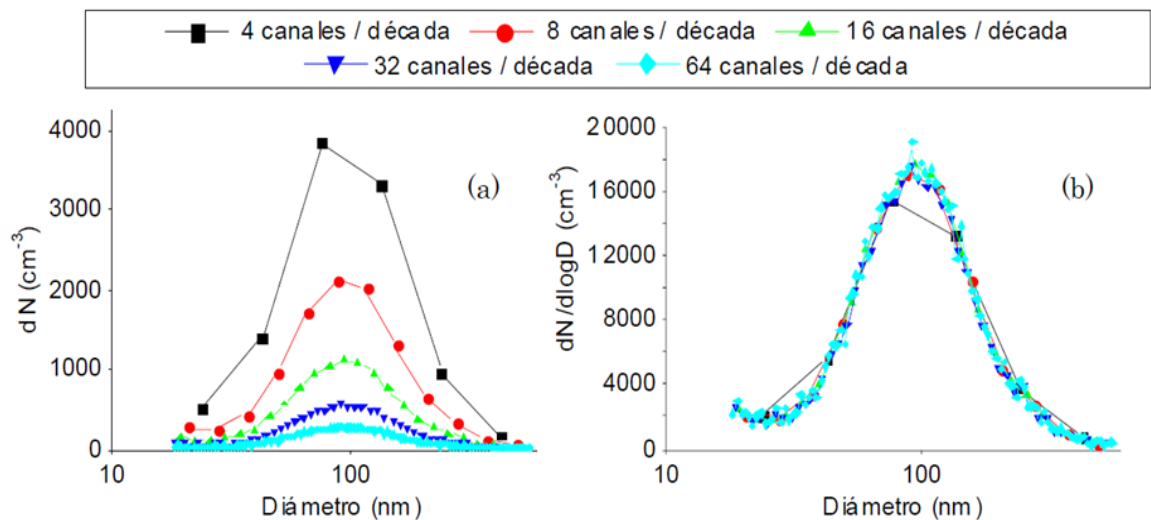 4 canales / década 8 canales / década 16 canales / década
32 canales / década 64 canales / década
4000
3000
2000
1000
0
dN (cm-3)
(a)
10 100
Diámetro (nm)
20000
16000
12000
8000
4000
0
dN/dlogD (cm-3)
(b)
10 100
Diámetro (nm)